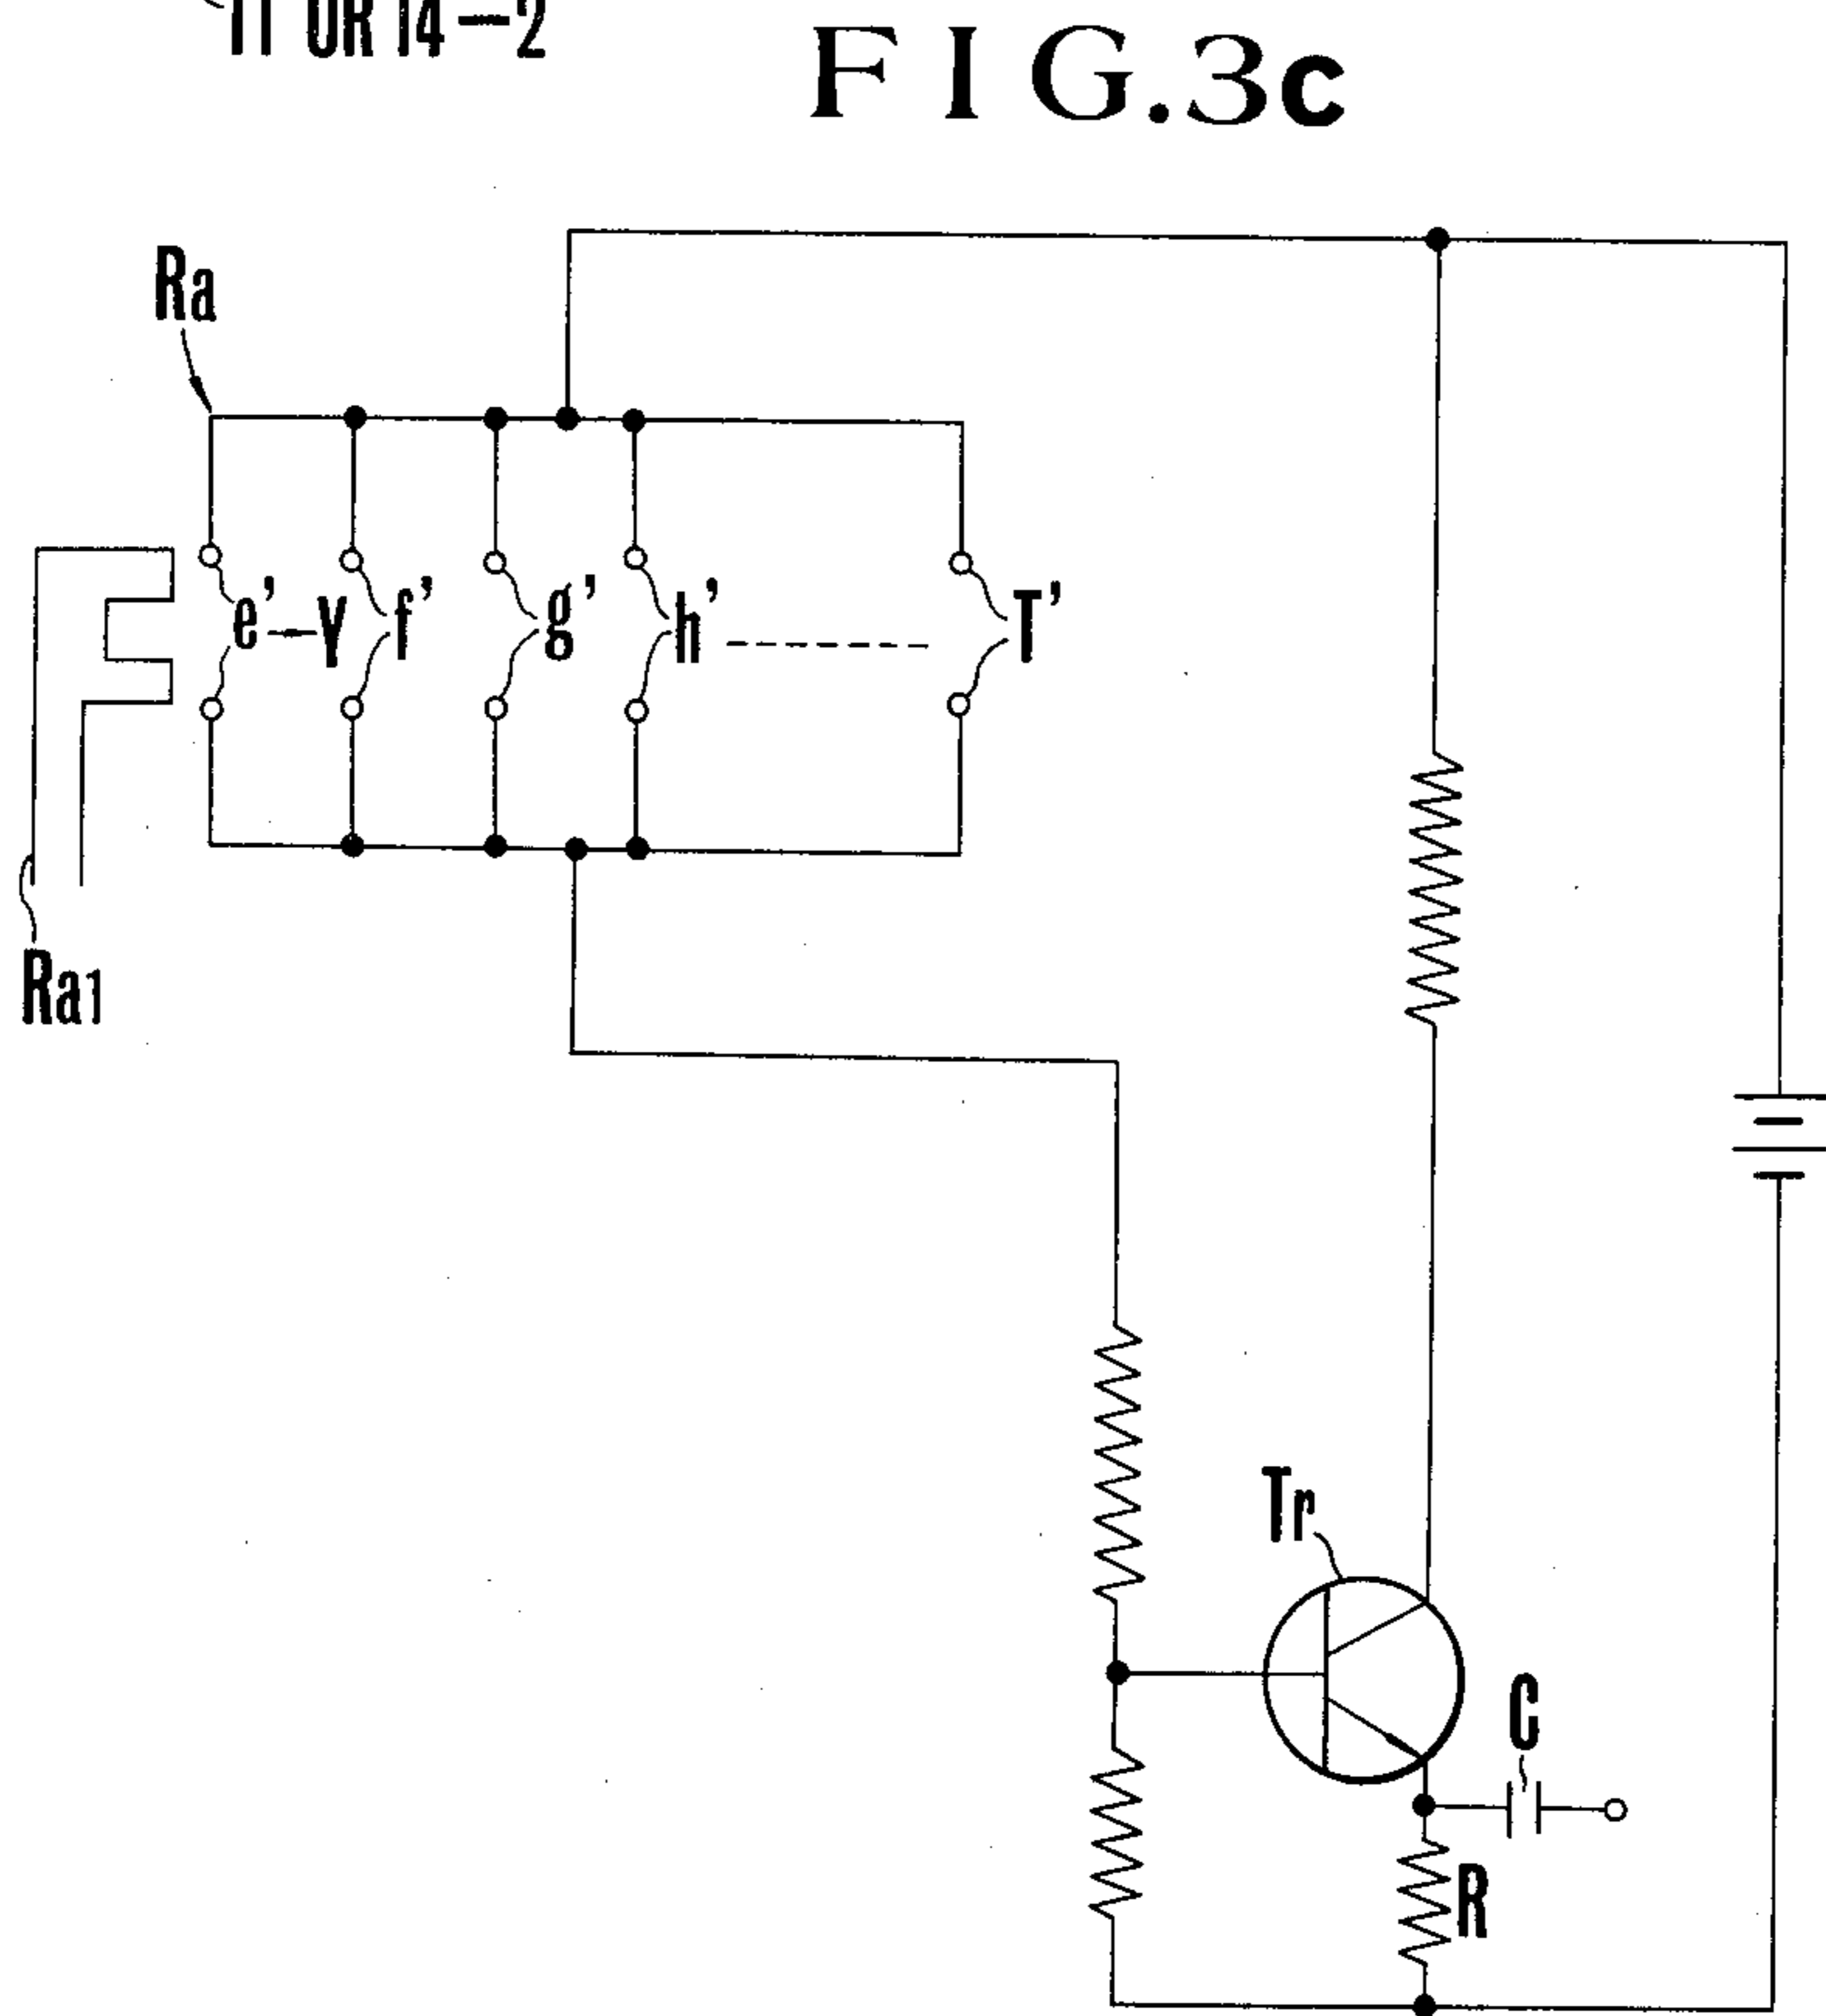 11 OR 14-2
FIG.3c
Ra
e'-γ f' g' h' T'
Ra1
Tr
C
R